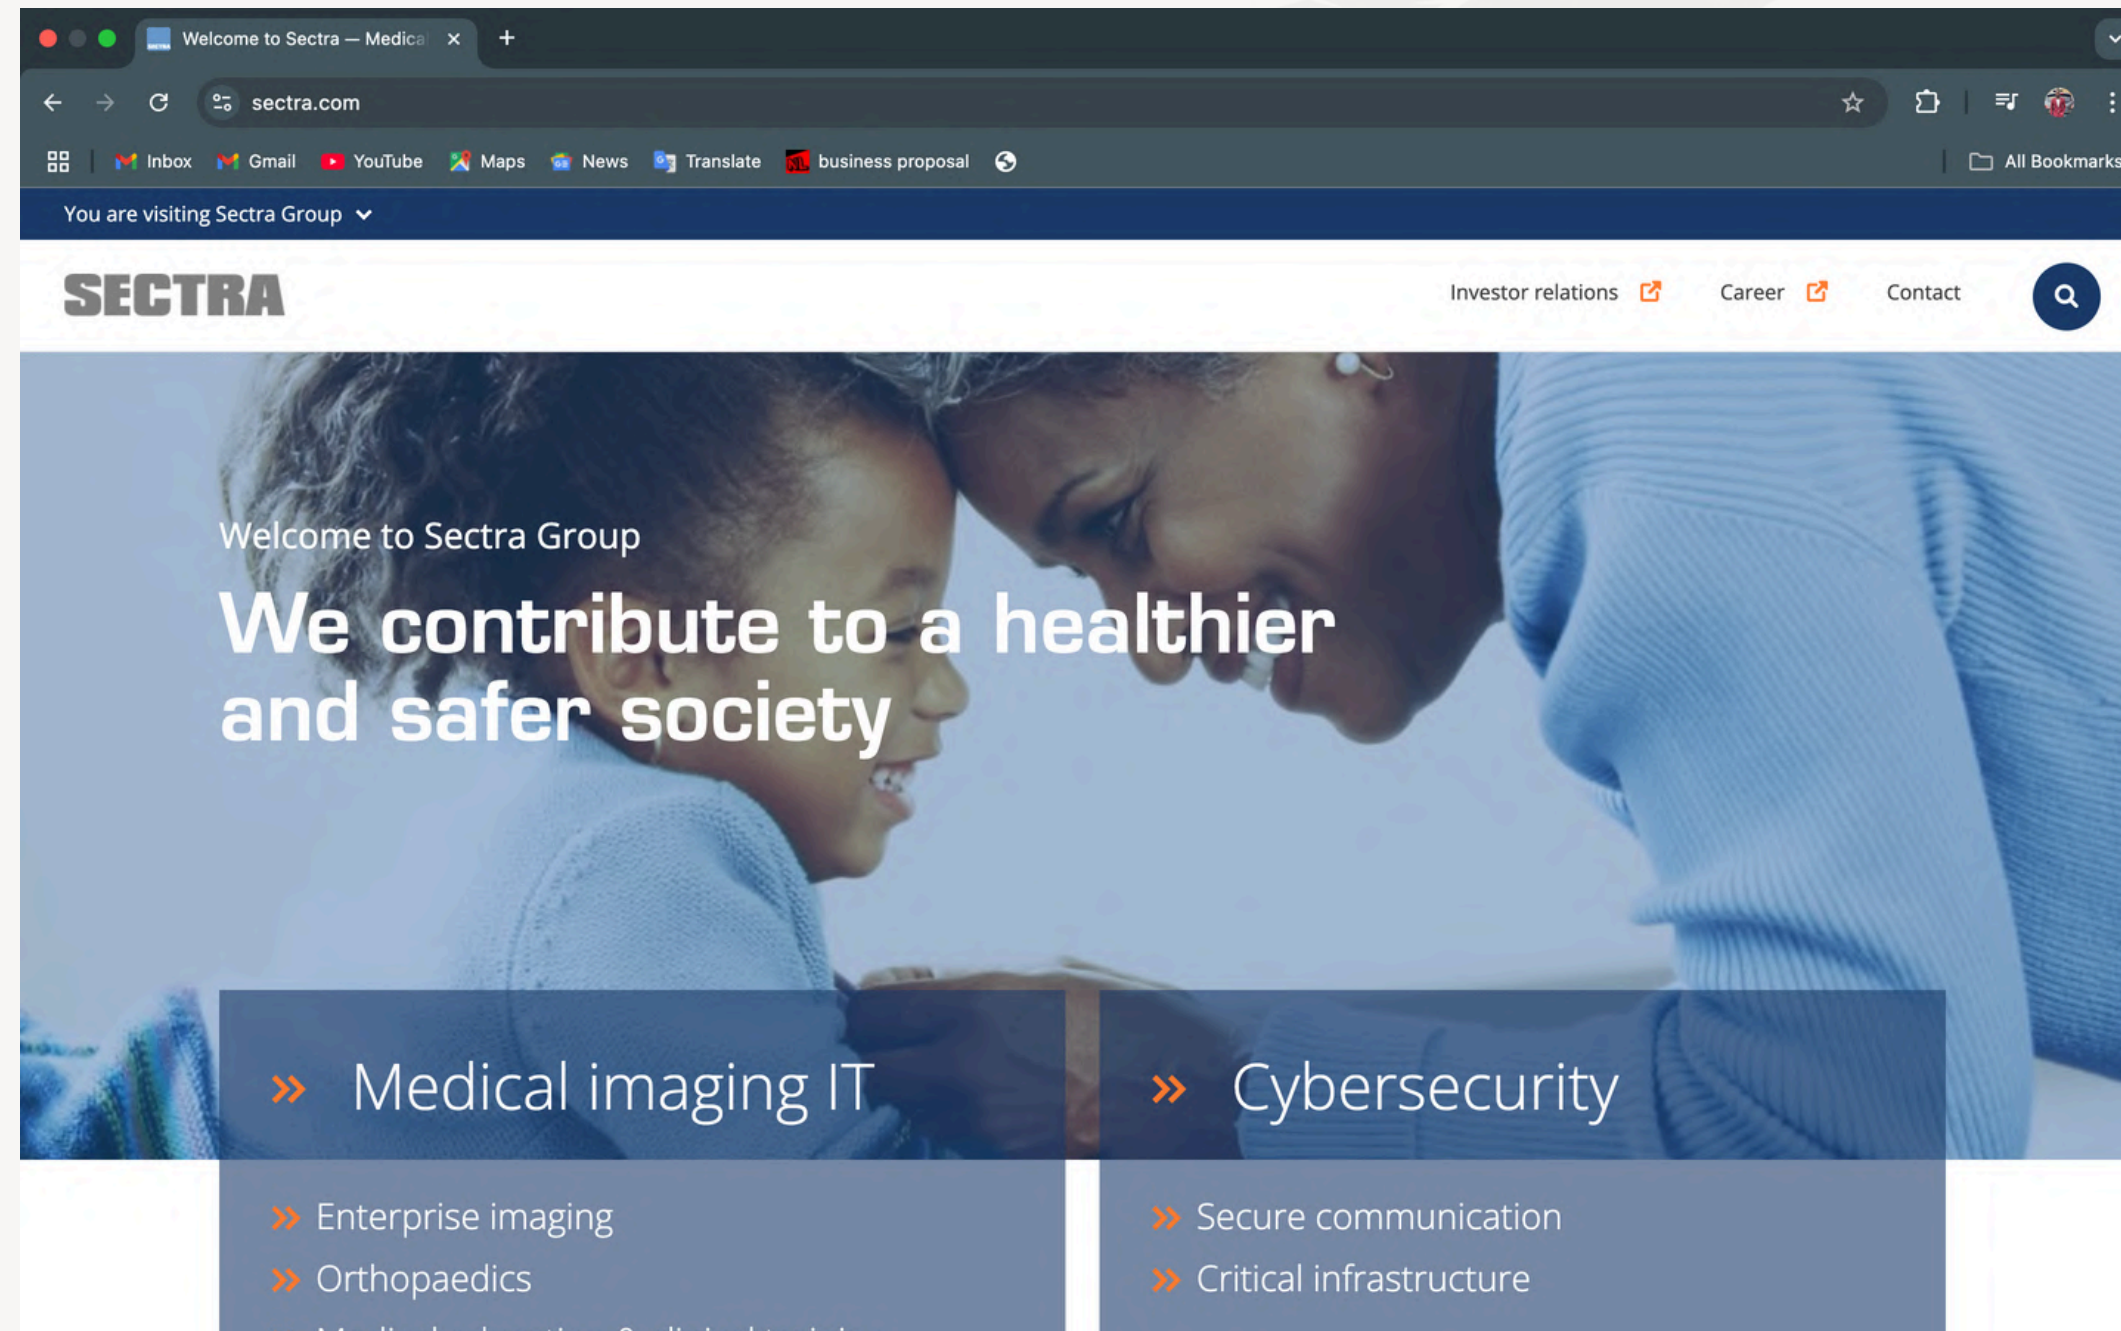 Welcome to Sectra — Medica
sectra.com
Inbox Gmail YouTube Maps News Translate business proposal All Bookmarks
You are visiting Sectra Group
SECTRA
Investor relations Career Contact
Welcome to Sectra Group
We contribute to a healthier
and safer society
Medical imaging IT
Cybersecurity
Enterprise imaging
Secure communication
Orthopaedics
Critical infrastructure